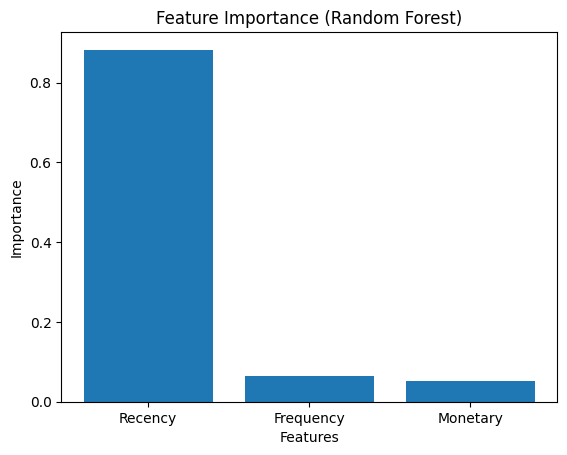 Feature Importance (Random Forest)
Importance
0.8
0.6
0.4
0.2
0.0
Recency Frequency Monetary
Features